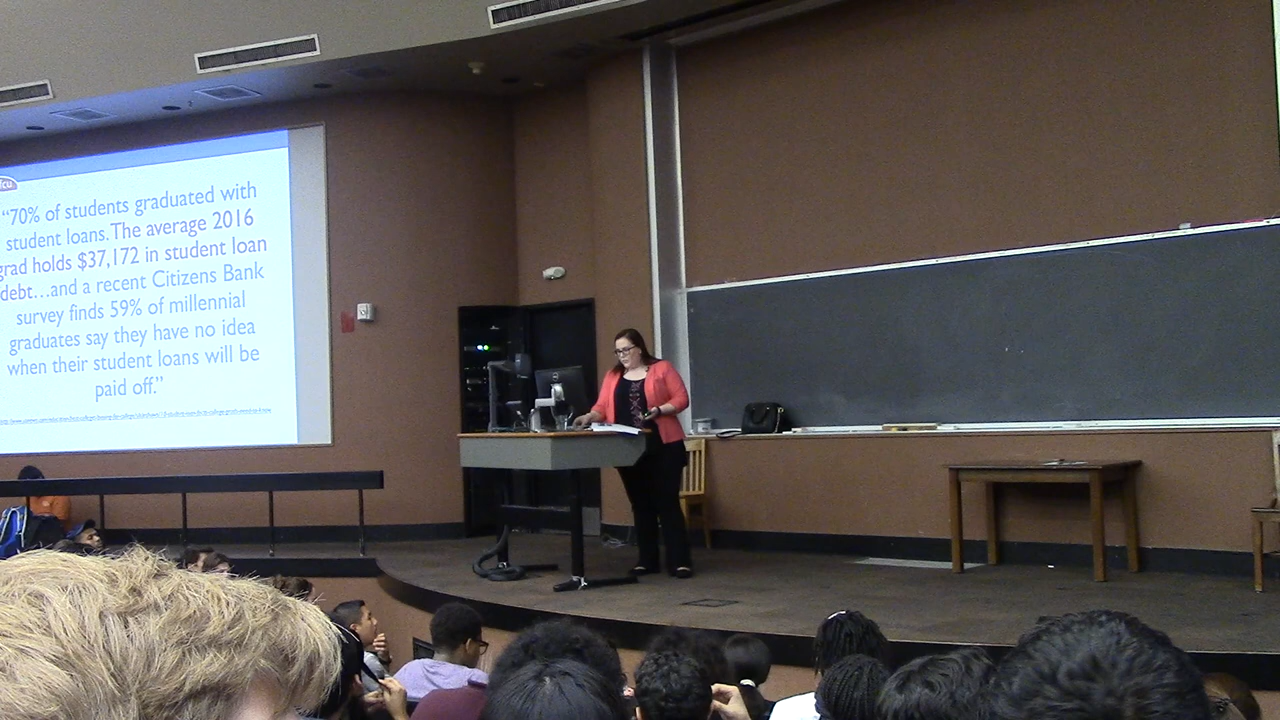 fcu
“70% of students graduated with
student loans. The average 2016
grad holds $37,172 in student loan
debt…and a recent Citizens Bank
survey finds 59% of millennial
graduates say they have no idea
when their student loans will be
paid off.”